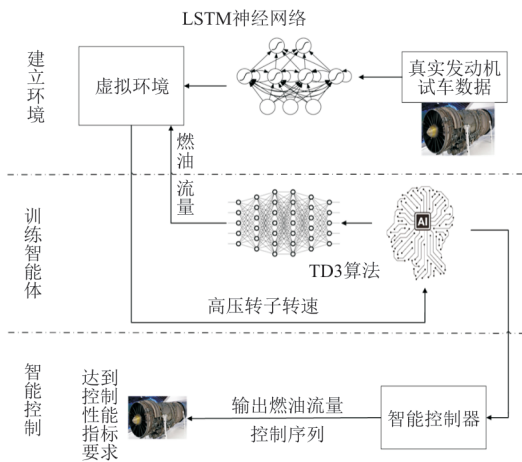 LSTM神经网络
建立环境
虚拟环境
真实发动机
试车数据
燃油
流量
训练智能体
AI
TD3算法
高压转子转速
智能控制
达到
控制
性能
指标
要求
输出燃油流量
控制序列
智能控制器